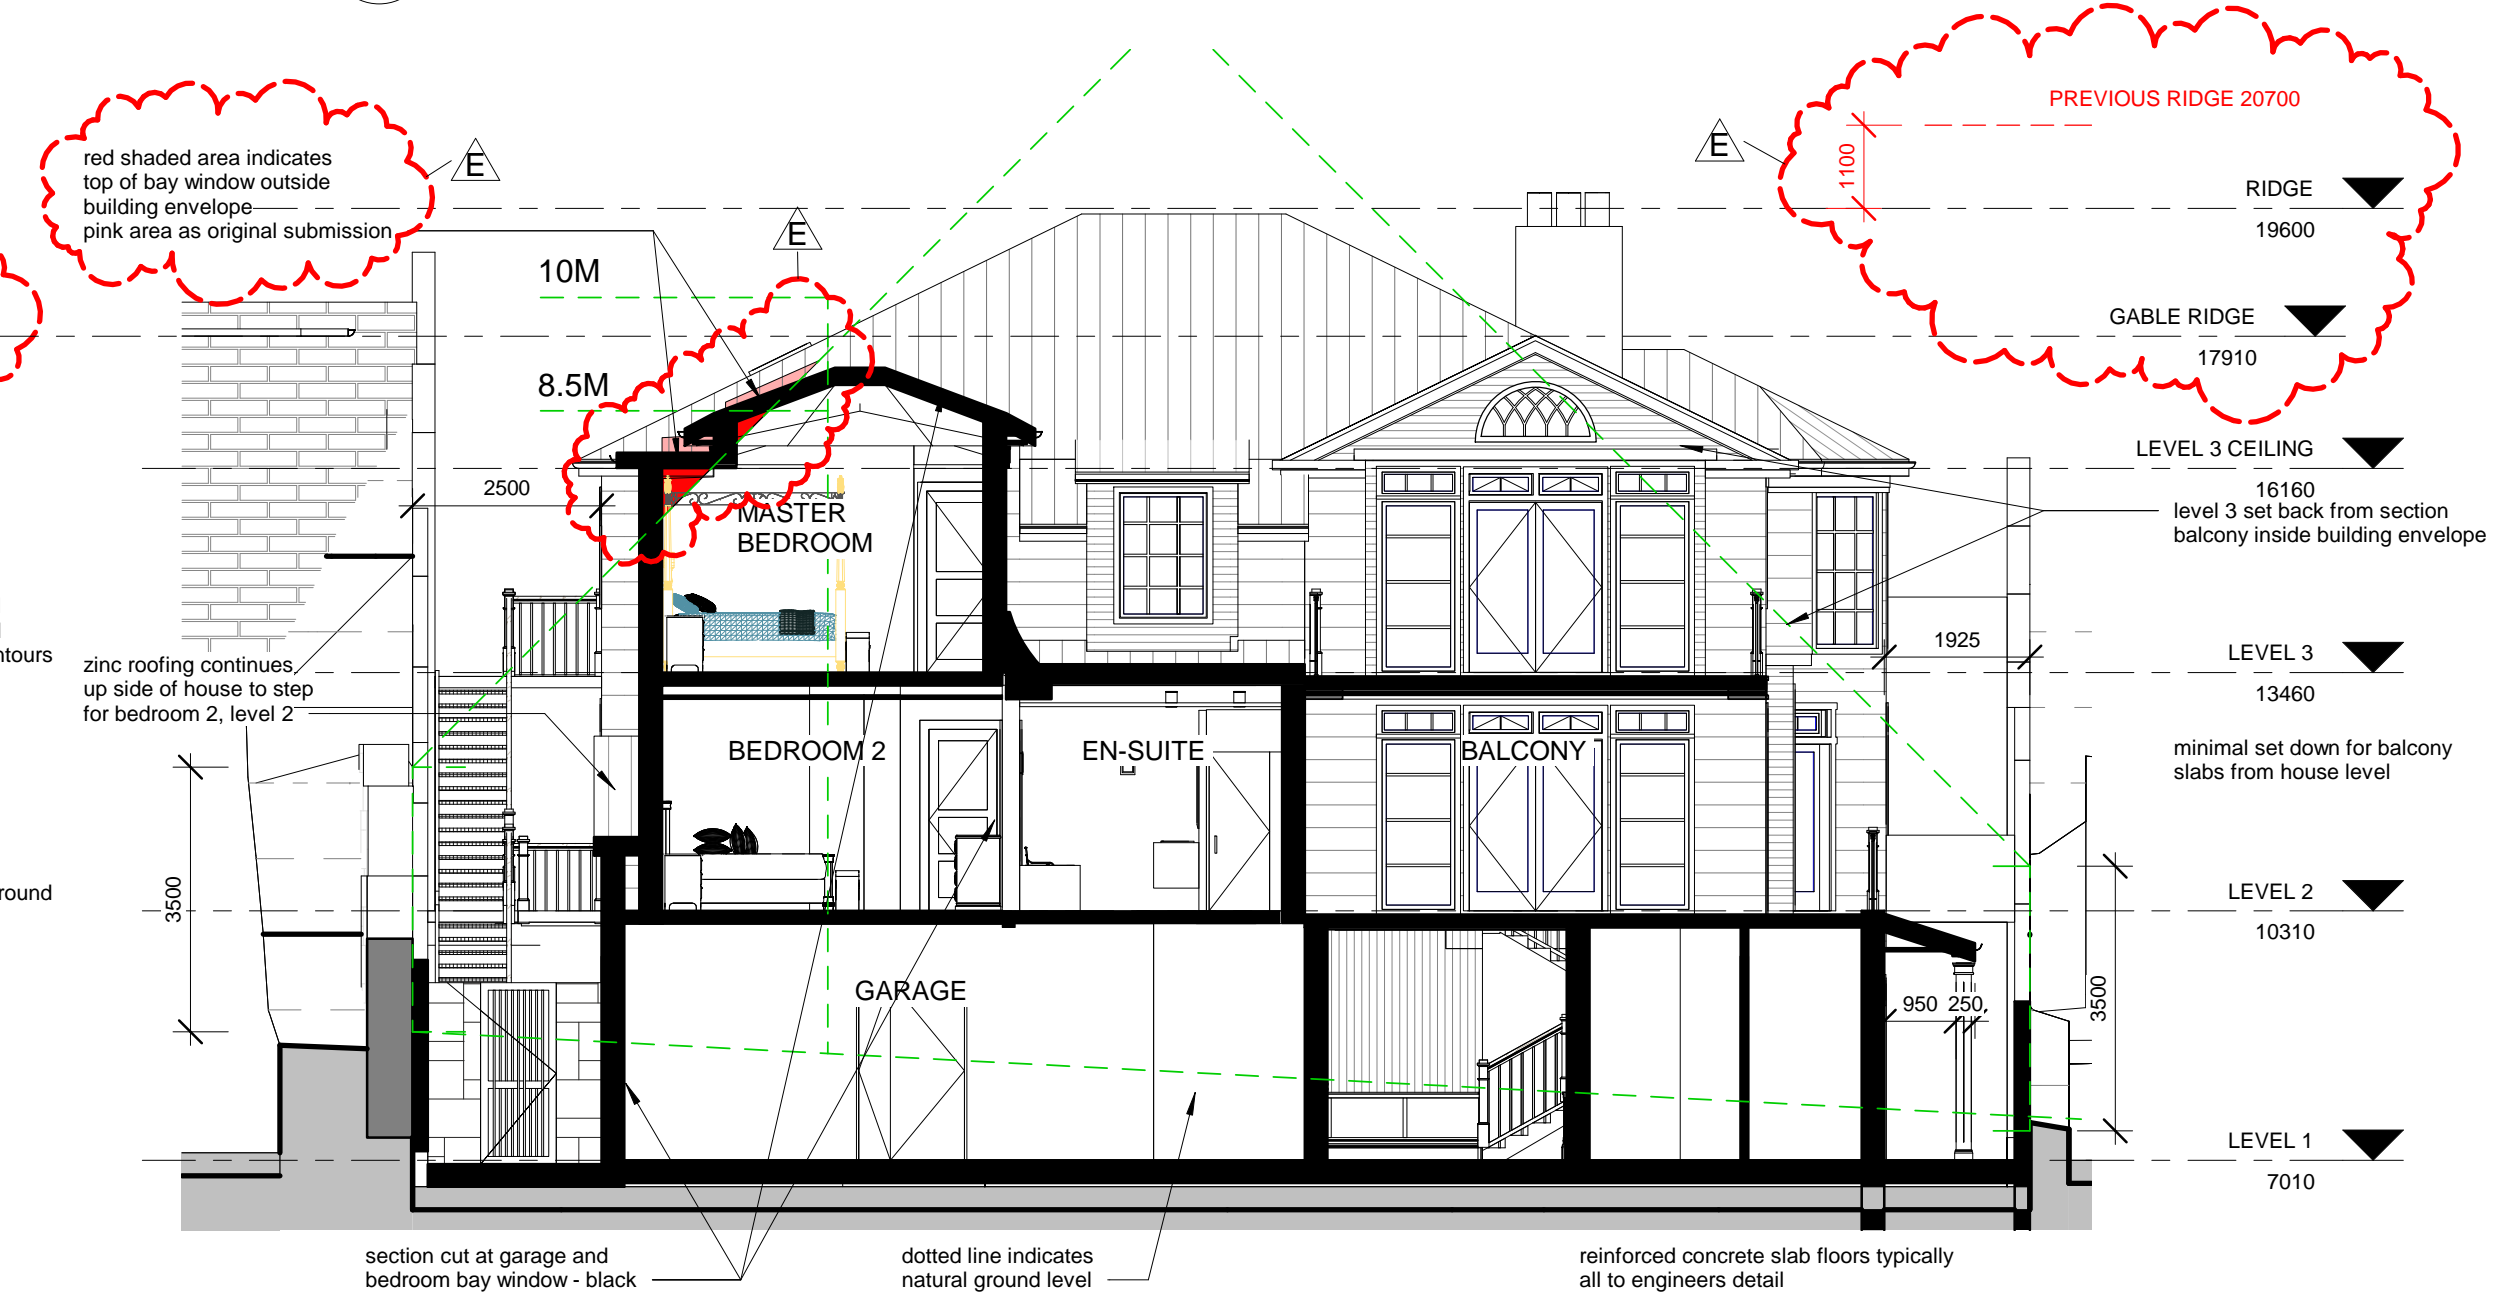 PREVIOUS RIDGE 20700
1100
E
E
E
red shaded area indicates
top of bay window outside
building envelope
pink area as original submission
RIDGE
19600
10M
GABLE RIDGE
17910
8.5M
LEVEL 3 CEILING
16160
2500
MASTER
BEDROOM
level 3 set back from section
balcony inside building envelope
1925
ntours
zinc roofing continues
up side of house to step
for bedroom 2, level 2
LEVEL 3
13460
BEDROOM 2
EN-SUITE
BALCONY
minimal set down for balcony
slabs from house level
3500
round
LEVEL 2
10310
GARAGE
950
250
3500
LEVEL 1
7010
section cut at garage and
bedroom bay window - black
dotted line indicates
natural ground level
reinforced concrete slab floors typically
all to engineers detail